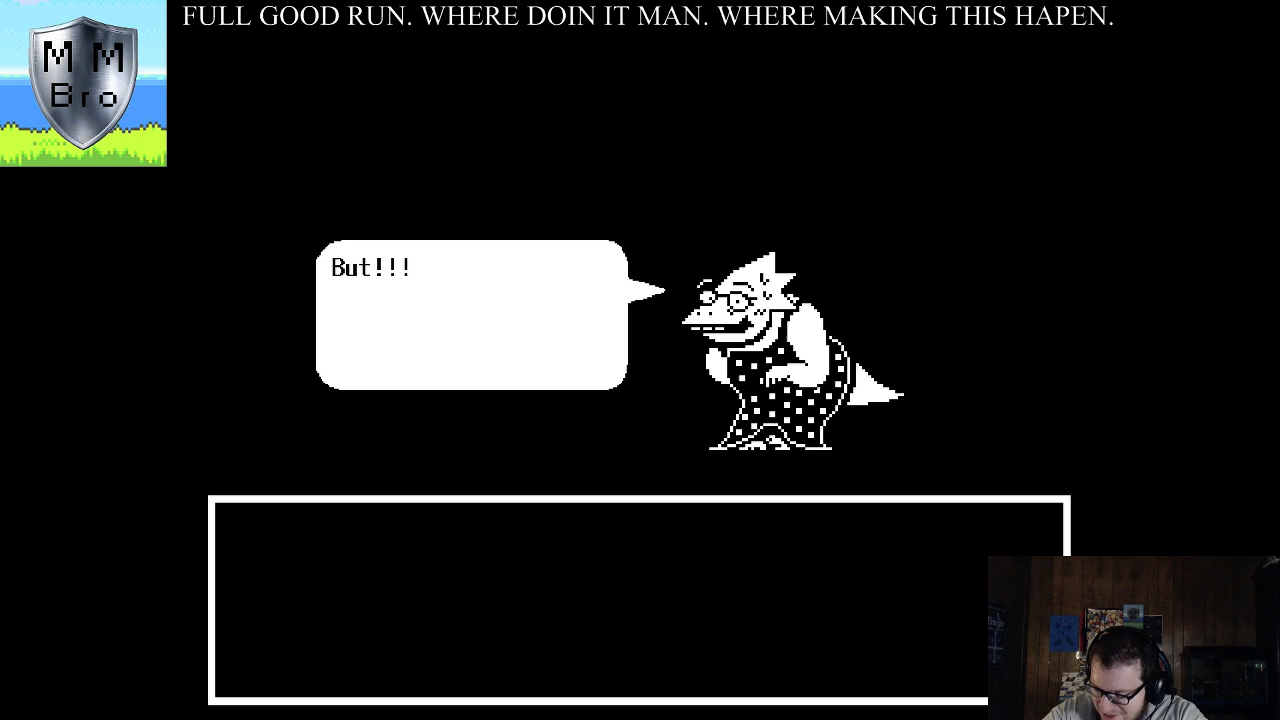 FULL GOOD RUN. WHERE DOIN IT MAN. WHERE MAKING THIS HAPEN.
M M
Bro
But!!!